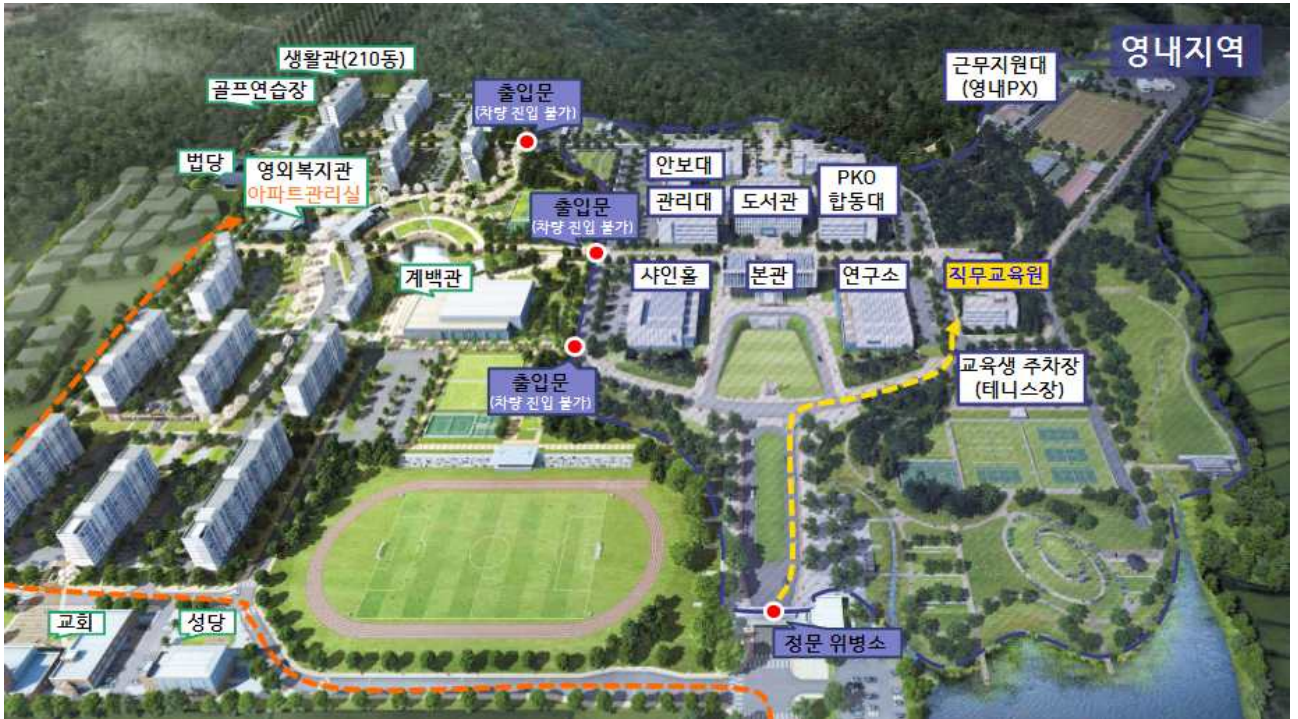 영내지역
생활관(210동)
골프연습장
출입문
(차량 진입 불가)
근무지원대
(영내PX)
법당
영외복지관
아파트관리실
안보대
관리대
도서관
PKO
합동대
출입문
(차량 진입 불가)
계백관
샤인홀
본관
연구소
직무교육원
출입문
(차량 진입 불가)
교육생 주차장
(테니스장)
교회
성당
정문 위병소